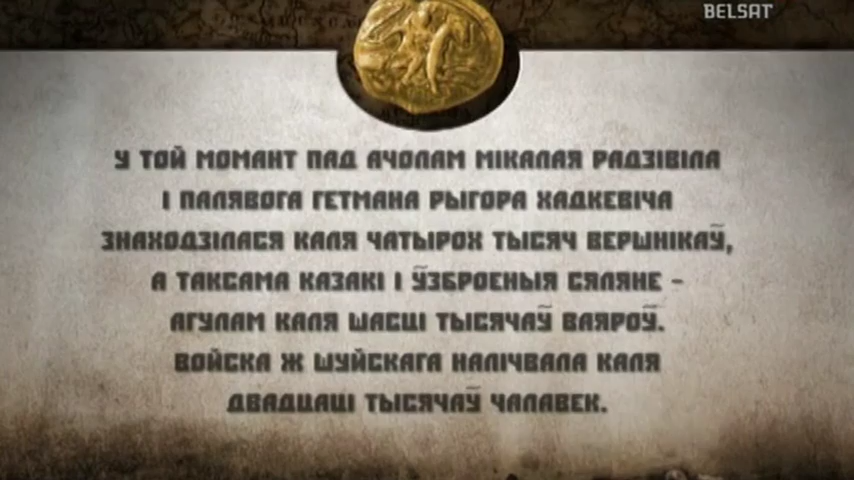 BELSAT
У ТОЙ МОМАНТ ПАД АЧОЛАМ МІКАЛАЯ РАДЗІВІЛА
І ПАЛЯВОГА ГЕТМАНА РЫГОРА ХАДКЕВІЧА
ЗНАХОДЗІЛАСЯ КАЛЯ ЧАТЫРОХ ТЫСЯЧ ВЕРШНІКАЎ,
А ТАКСАМА КАЗАКІ І ЎЗБРОЕНЫЯ СЯЛЯНЕ -
АГУЛАМ КАЛЯ ШАСЦІ ТЫСЯЧАЎ ВАЯРОЎ.
ВОЙСКА Ж ШУЙСКАГА НАЛІЧВАЛА КАЛЯ
ДВАДЦАЦІ ТЫСЯЧАЎ ЧАЛАВЕК.